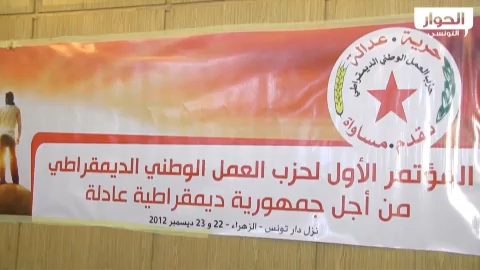 الحوار
التونسي
حرية • عدالة
حزب العمل الوطني الديمقراطي
تقدم • مساواة
المؤتمر الأول لحزب العمل الوطني الديمقراطي
من أجل جمهورية ديمقراطية عادلة
نزل دار تونس - الزهراء - 22 و 23 ديسمبر 2012